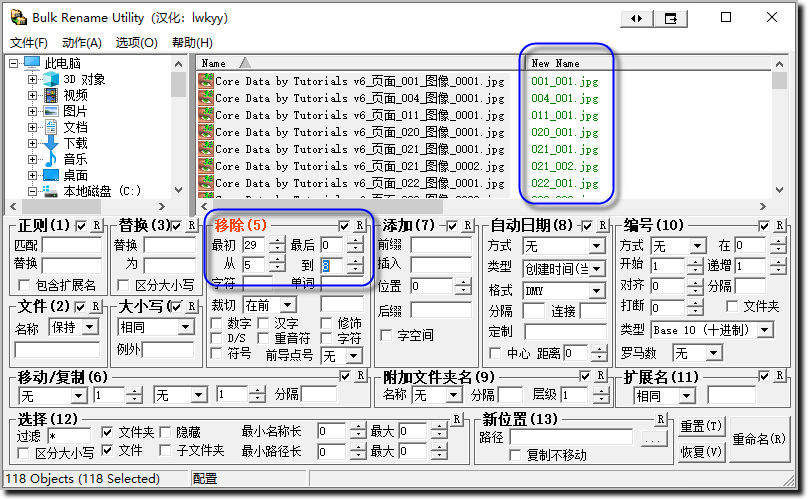 Bulk Rename Utility (汉化: lwkyy)
文件(F) 动作(A) 选项(O) 帮助(H)
此电脑
3D 对象
视频
图片
文档
下载
音乐
桌面
本地磁盘 (C:)
Name New Name
Core Data by Tutorials v6_页面_001_图像_0001.jpg 001_001.jpg
Core Data by Tutorials v6_页面_004_图像_0001.jpg 004_001.jpg
Core Data by Tutorials v6_页面_011_图像_0001.jpg 011_001.jpg
Core Data by Tutorials v6_页面_020_图像_0001.jpg 020_001.jpg
Core Data by Tutorials v6_页面_021_图像_0001.jpg 021_001.jpg
Core Data by Tutorials v6_页面_021_图像_0002.jpg 021_002.jpg
Core Data by Tutorials v6_页面_022_图像_0001.jpg 022_001.jpg
正则(1) R
匹配
替换
包含扩展名
替换(3) R
替换
为
区分大小写
文件(2) R
名称 保持
大小写( R
相同
例外
移除(5) R
最初 29 最后 0
从 5 到 8
字符 单词
裁切 在前
数字 汉字 修饰
D/S 重音符 字符
符号 前导点号 无
添加(7) R
前缀
插入
位置 0
后缀
字空间
自动日期(8) R
方式 无
类型 创建时间(当
格式 DMY
分隔 连接
定制
中心 距离 0
编号(10) R
方式 无 在 0
开始 1 递增 1
对齐 0 分隔
打断 0 文件夹
类型 Base 10 (十进制)
罗马数 无
移动/复制(6) R
无 1 无 1 分隔
附加文件夹名(9) R
名称 无 分隔 层级 1
扩展名(11) R
相同
选择(12) R
过滤 * 文件夹 隐藏 最小名称长 0 最大 0
区分大小写 文件 子文件夹 最小路径长 0 最大 0
新位置(13) R
路径 ...
复制不移动
重置(T)
恢复(V)
重命名(R)
118 Objects (118 Selected) 配置